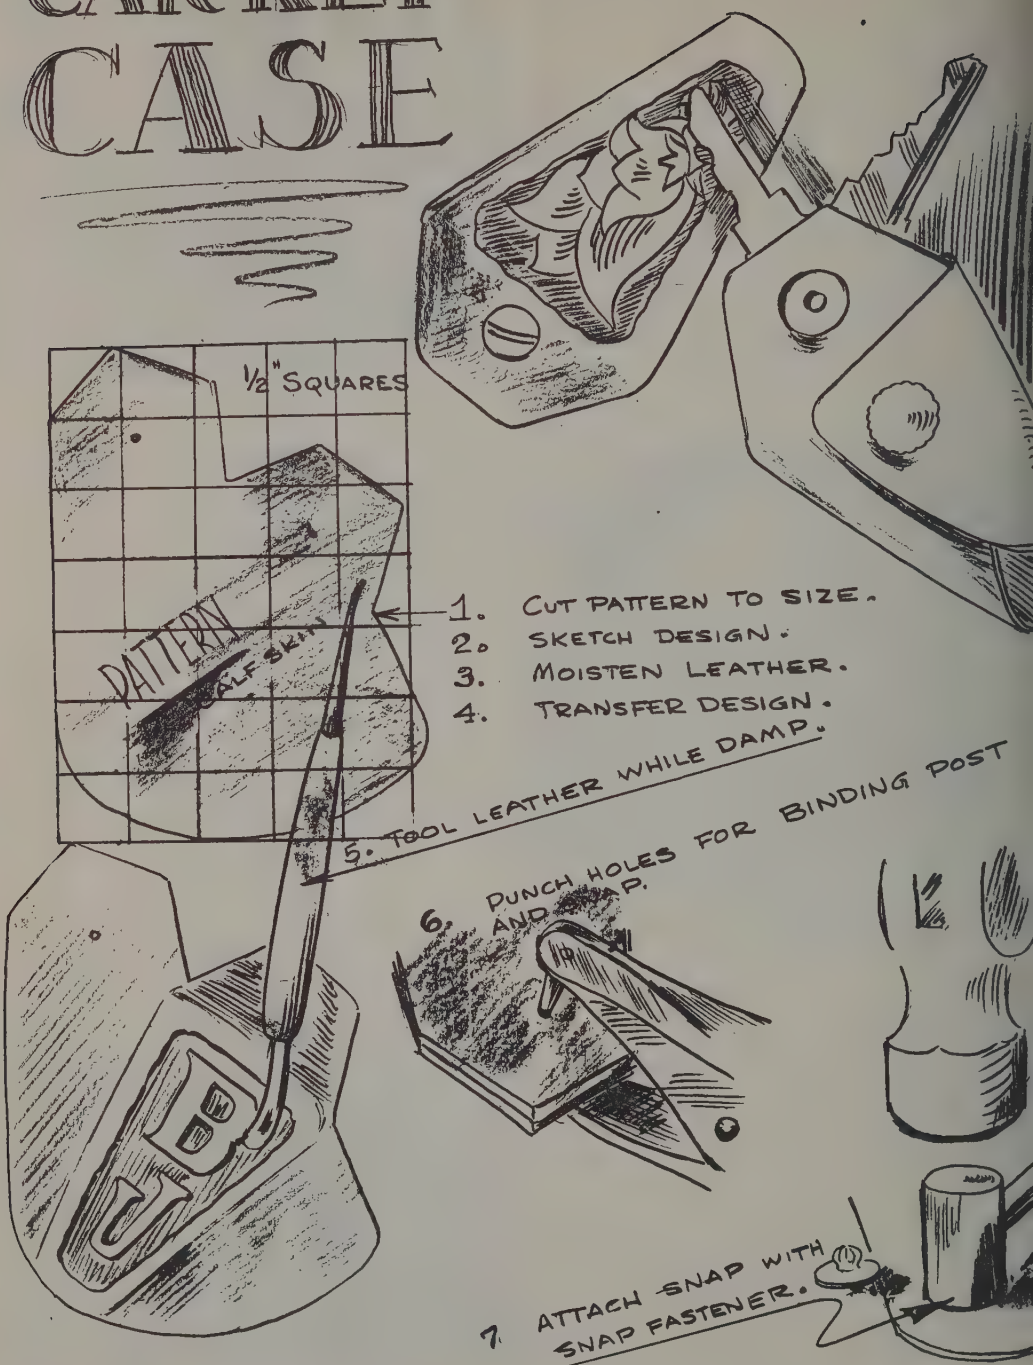 CASE
½" SQUARES
PATTERN
CALF SKIN
1. CUT PATTERN TO SIZE.
2. SKETCH DESIGN.
3. MOISTEN LEATHER.
4. TRANSFER DESIGN.
5. TOOL LEATHER WHILE DAMP.
6. PUNCH HOLES FOR BINDING POST
AND SNAP.
BJ
7. ATTACH SNAP WITH
SNAP FASTENER.